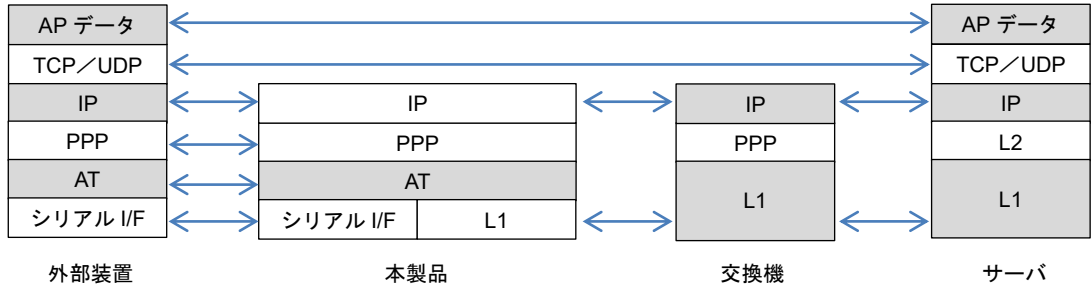 AP データ AP データ
TCP／UDP TCP／UDP
IP IP IP IP
PPP PPP PPP L2
AT AT L1 L1
シリアル I/F シリアル I/F L1
外部装置 本製品 交換機 サーバ